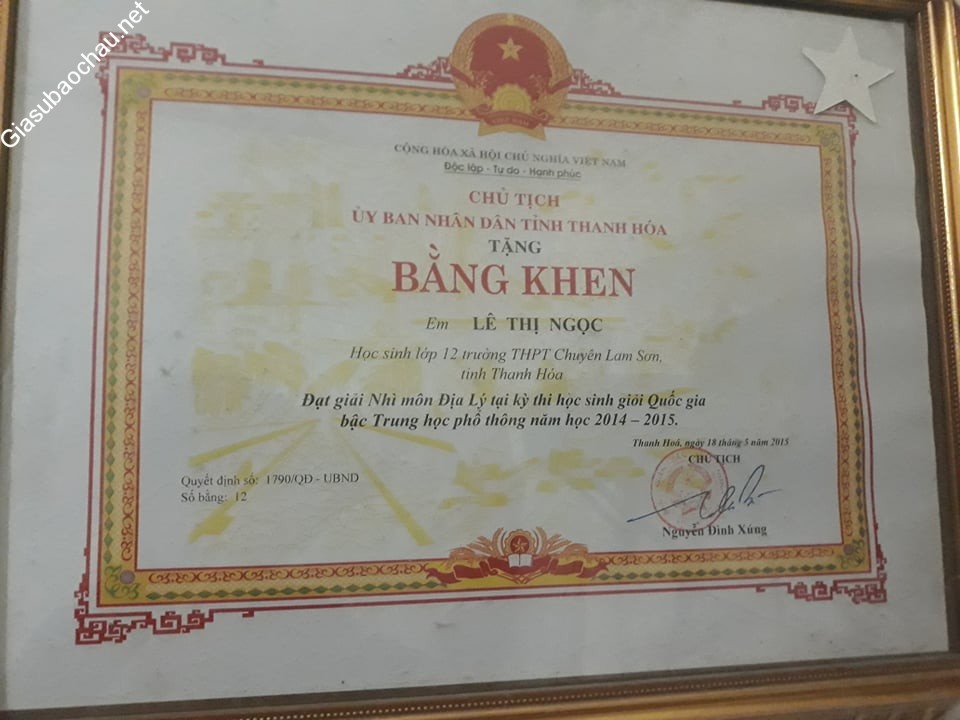 Giasubaochau.net
VIỆT NAM
CỘNG HÒA XÃ HỘI CHỦ NGHĨA VIỆT NAM
Độc lập - Tự do - Hạnh phúc
CHỦ TỊCH
ỦY BAN NHÂN DÂN TỈNH THANH HÓA
TẶNG
BẰNG KHEN
Em LÊ THỊ NGỌC
Học sinh lớp 12 trường THPT Chuyên Lam Sơn,
tỉnh Thanh Hóa
Đạt giải Nhì môn Địa Lý tại kỳ thi học sinh giỏi Quốc gia
bậc Trung học phổ thông năm học 2014 – 2015.
Thanh Hoá, ngày 18 tháng 5 năm 2015
CHỦ TỊCH
Quyết định số: 1790/QĐ - UBND
Số bằng: 12
Nguyễn Đình Xứng